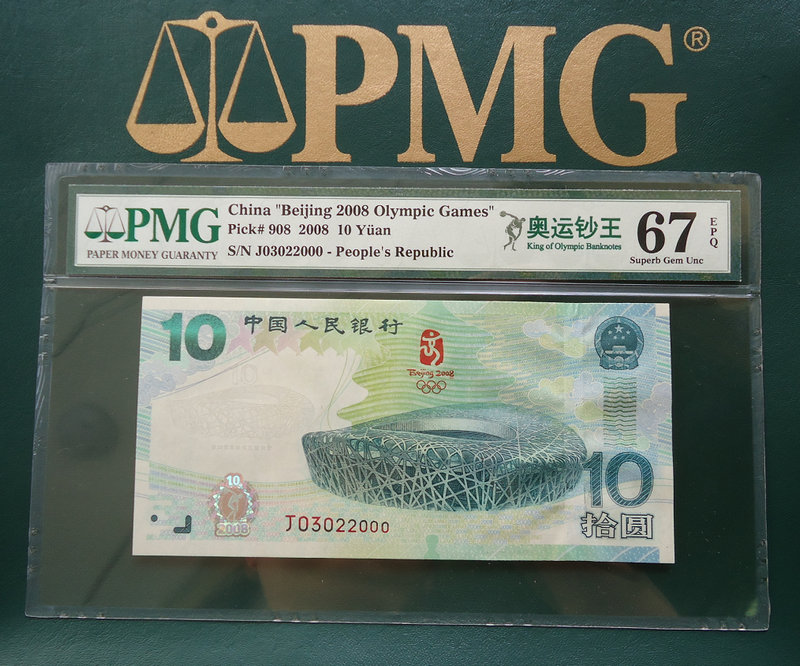 PMG®
PMG
PAPER MONEY GUARANTY
China "Beijing 2008 Olympic Games"
Pick# 908 2008 10 Yüan
S/N J03022000 - People's Republic
奥运钞王
King of Olympic Banknotes
67
EPQ
Superb Gem Unc
10
中国人民银行
Beijing 2008
10
10
2008
J03022000
10
拾圆